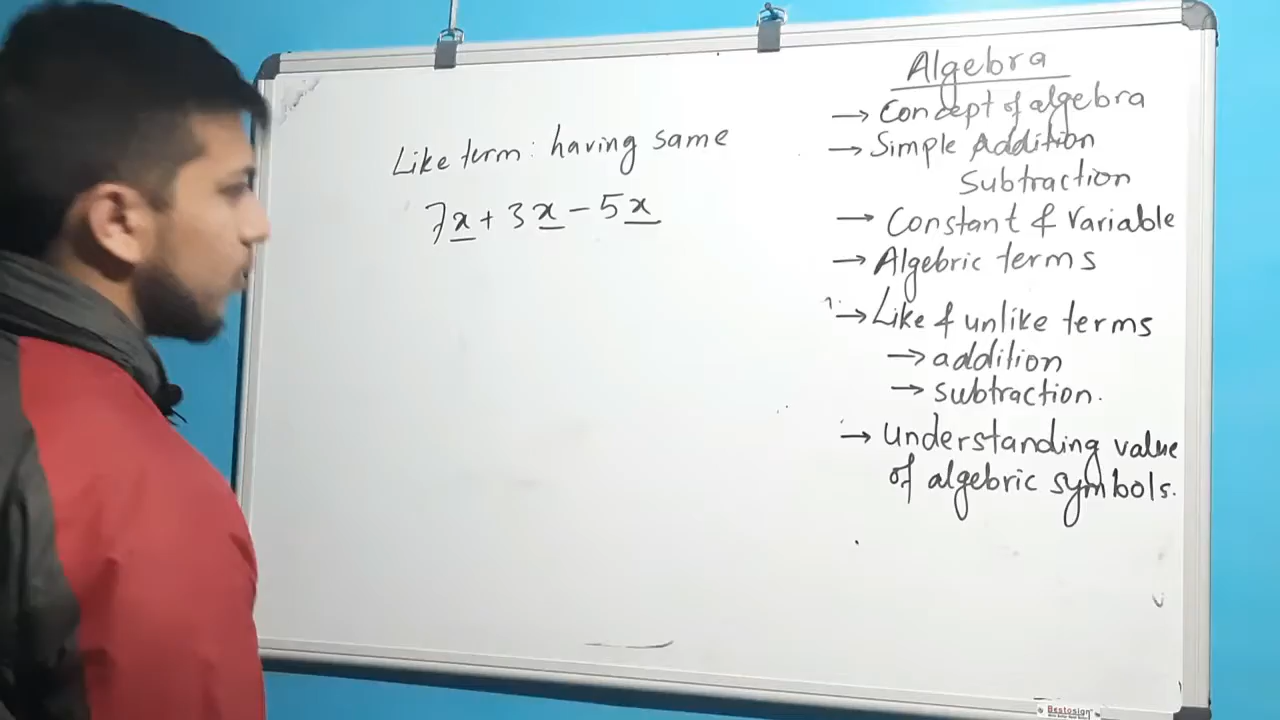 Like term: having same
7x + 3x - 5x
Algebra
→ Concept of algebra
→ Simple Addition
Subtraction
→ Constant & Variable
→ Algebric terms
→ Like & unlike terms
→ addition
→ subtraction.
→ Understanding value
of algebric symbols.
Bestosign